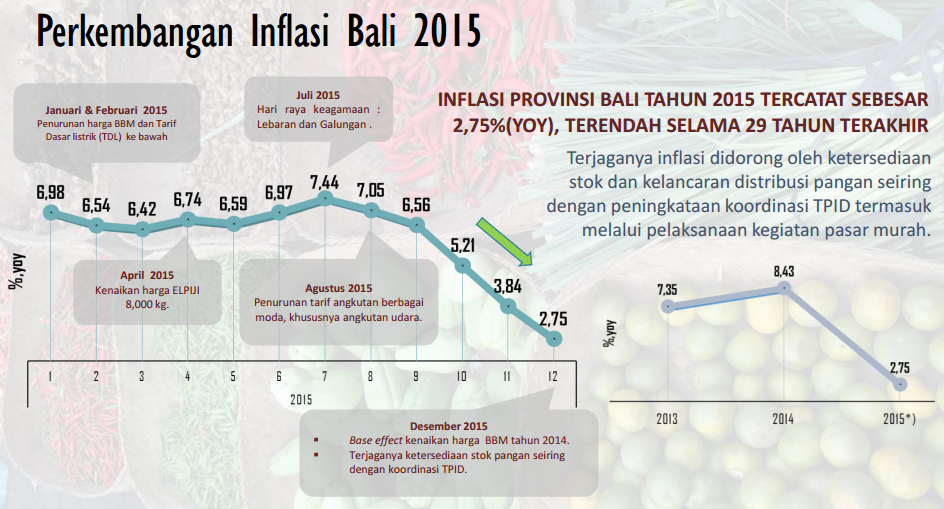 Perkembangan Inflasi Bali 2015
Januari & Februari 2015
Penurunan harga BBM dan Tarif
Dasar listrik (TDL) ke bawah
Juli 2015
Hari raya keagamaan :
Lebaran dan Galungan .
INFLASI PROVINSI BALI TAHUN 2015 TERCATAT SEBESAR
2,75%(YOY), TERENDAH SELAMA 29 TAHUN TERAKHIR
Terjaganya inflasi didorong oleh ketersediaan
stok dan kelancaran distribusi pangan seiring
dengan peningkataan koordinasi TPID termasuk
melalui pelaksanaan kegiatan pasar murah.
%,yoy
6,98 6,54 6,42 6,74 6,59 6,97 7,44 7,05 6,56 5,21 3,84 2,75
April 2015
Kenaikan harga ELPIJI
8,000 kg.
Agustus 2015
Penurunan tarif angkutan berbagai
moda, khususnya angkutan udara.
1 2 3 4 5 6 7 8 9 10 11 12
2015
Desember 2015
▪ Base effect kenaikan harga BBM tahun 2014.
▪ Terjaganya ketersediaan stok pangan seiring
dengan koordinasi TPID.
%,yoy
7,35 8,43 2,75
2013 2014 2015*)